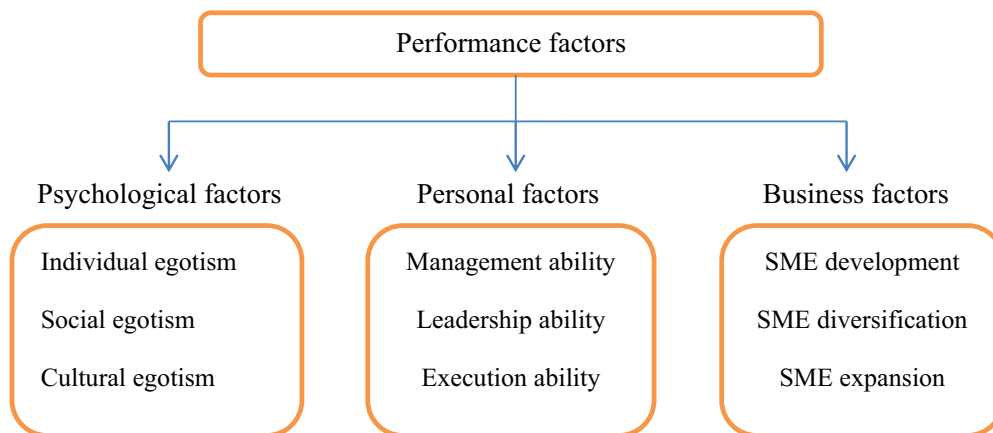 Performance factors
Psychological factors
Individual egotism
Social egotism
Cultural egotism
Personal factors
Management ability
Leadership ability
Execution ability
Business factors
SME development
SME diversification
SME expansion